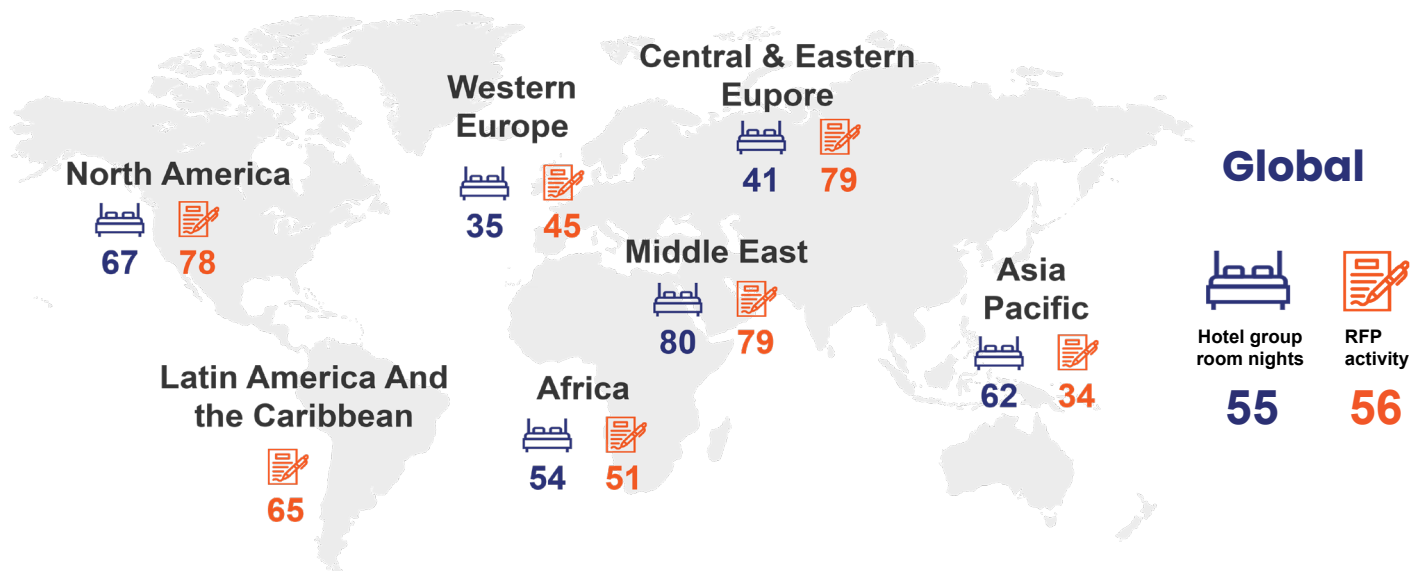 North America
67 78
Latin America And
the Caribbean
65
Western
Europe
35 45
Central & Eastern
Eupore
41 79
Middle East
80 79
Africa
54 51
Asia
Pacific
62 34
Global
Hotel group
room nights
55
RFP
activity
56